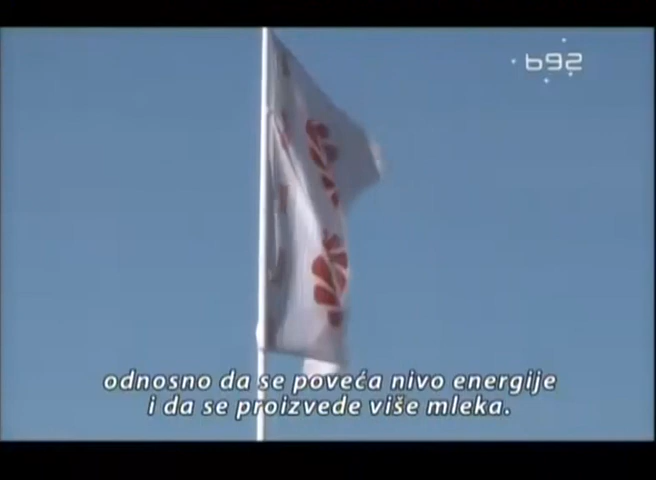 b92
odnosno da se poveća nivo energije
i da se proizvede više mleka.